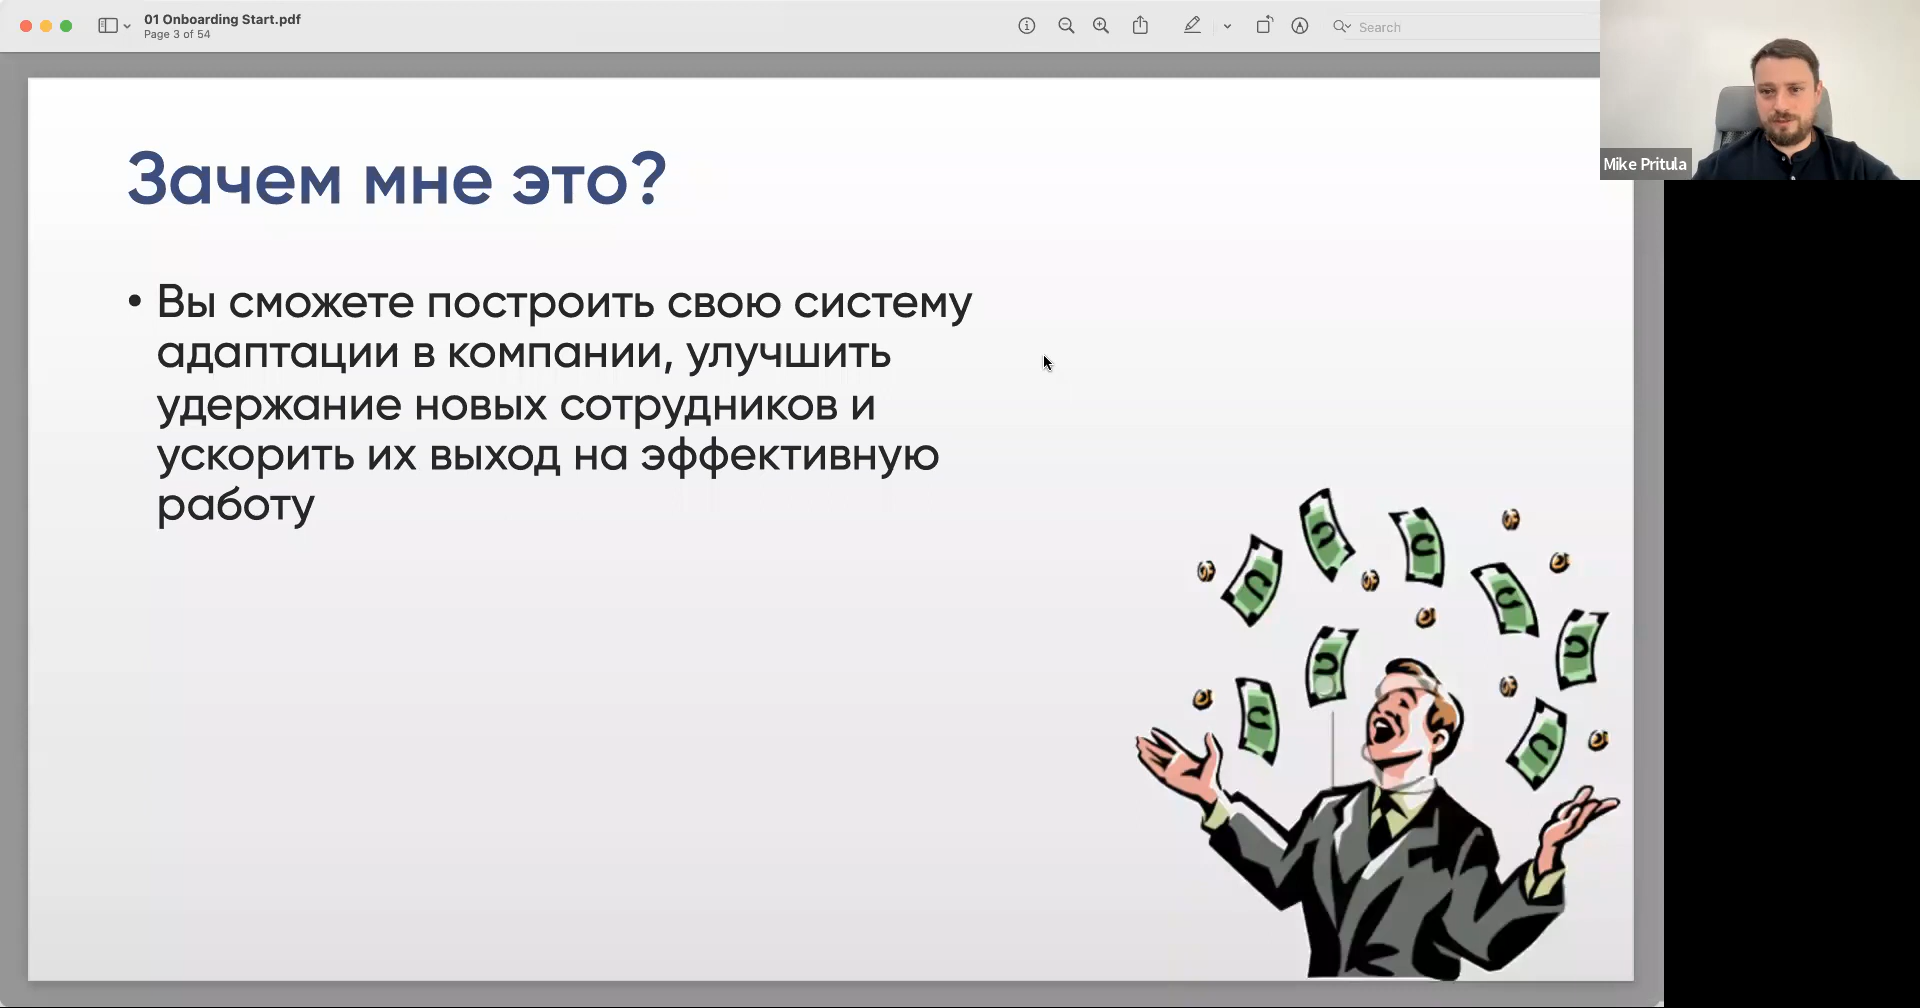 01 Onboarding Start.pdf
Page 3 of 54
Search
Mike Pritula
Зачем мне это?
• Вы сможете построить свою систему
адаптации в компании, улучшить
удержание новых сотрудников и
ускорить их выход на эффективную
работу